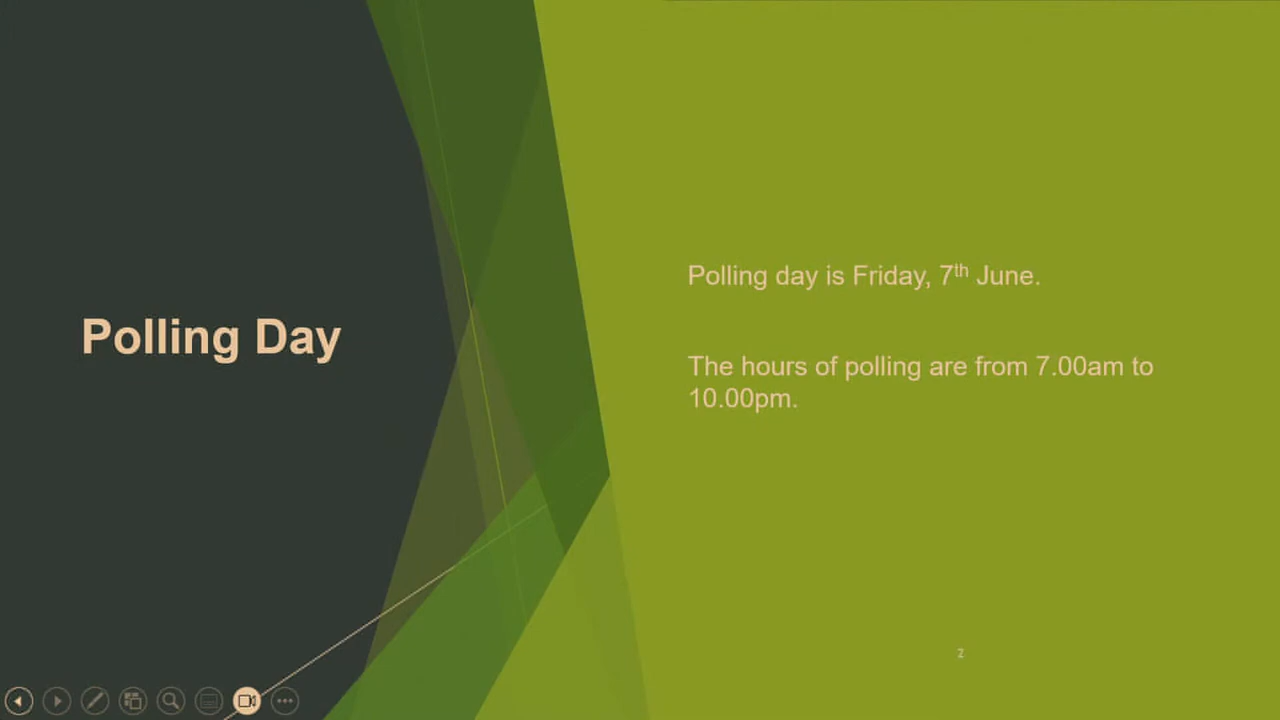 Polling Day
Polling day is Friday, 7th June.
The hours of polling are from 7.00am to
10.00pm.
2